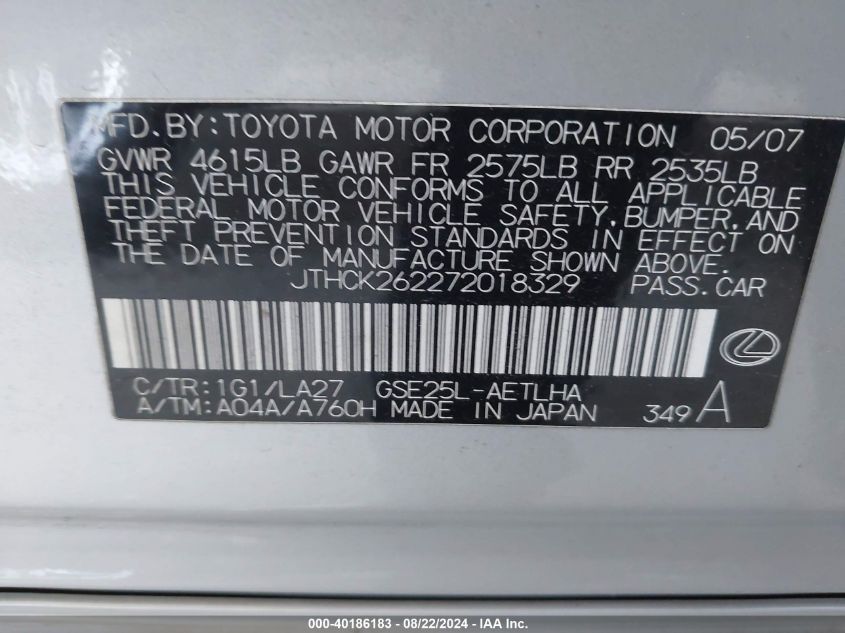 MFD.BY:TOYOTA MOTOR CORPORATION 05/07
GVWR 4615LB GAWR FR 2575LB RR 2535LB
THIS VEHICLE CONFORMS TO ALL APPLICABLE
FEDERAL MOTOR VEHICLE SAFETY,BUMPER,AND
THEFT PREVENTION STANDARDS IN EFFECT ON
THE DATE OF MANUFACTURE SHOWN ABOVE.
JTHCK262272018329 PASS.CAR
C/TR:1G1/LA27 GSE25L-AETLHA
A/TM:A04A/A760H MADE IN JAPAN 349 A
000-40186183 - 08/22/2024 - IAA Inc.